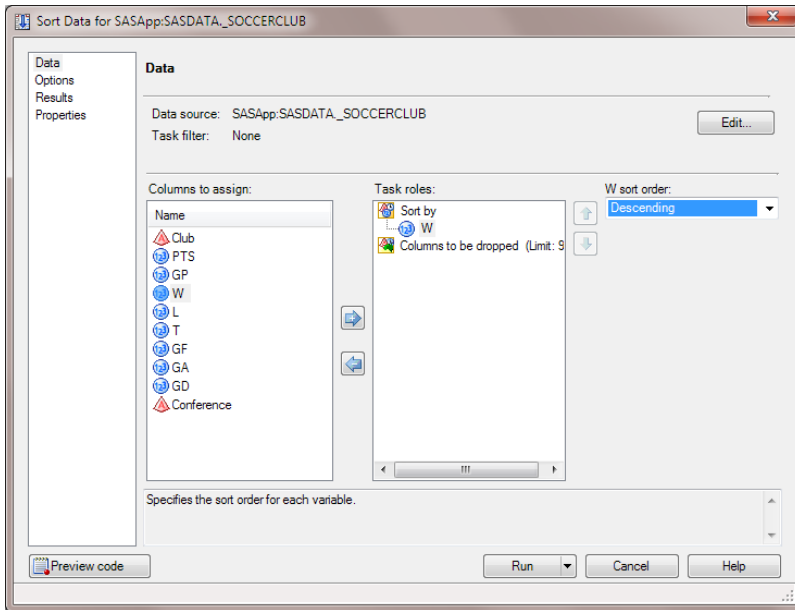 Sort Data for SASApp:SASDATA._SOCCERCLUB
Data
Options
Results
Properties
Data
Data source: SASApp:SASDATA._SOCCERCLUB
Task filter: None
Edit...
Columns to assign:
Name
Club
PTS
GP
W
L
T
GF
GA
GD
Conference
Task roles:
Sort by
W
Columns to be dropped (Limit: 9
W sort order:
Descending
Specifies the sort order for each variable.
Preview code
Run
Cancel
Help